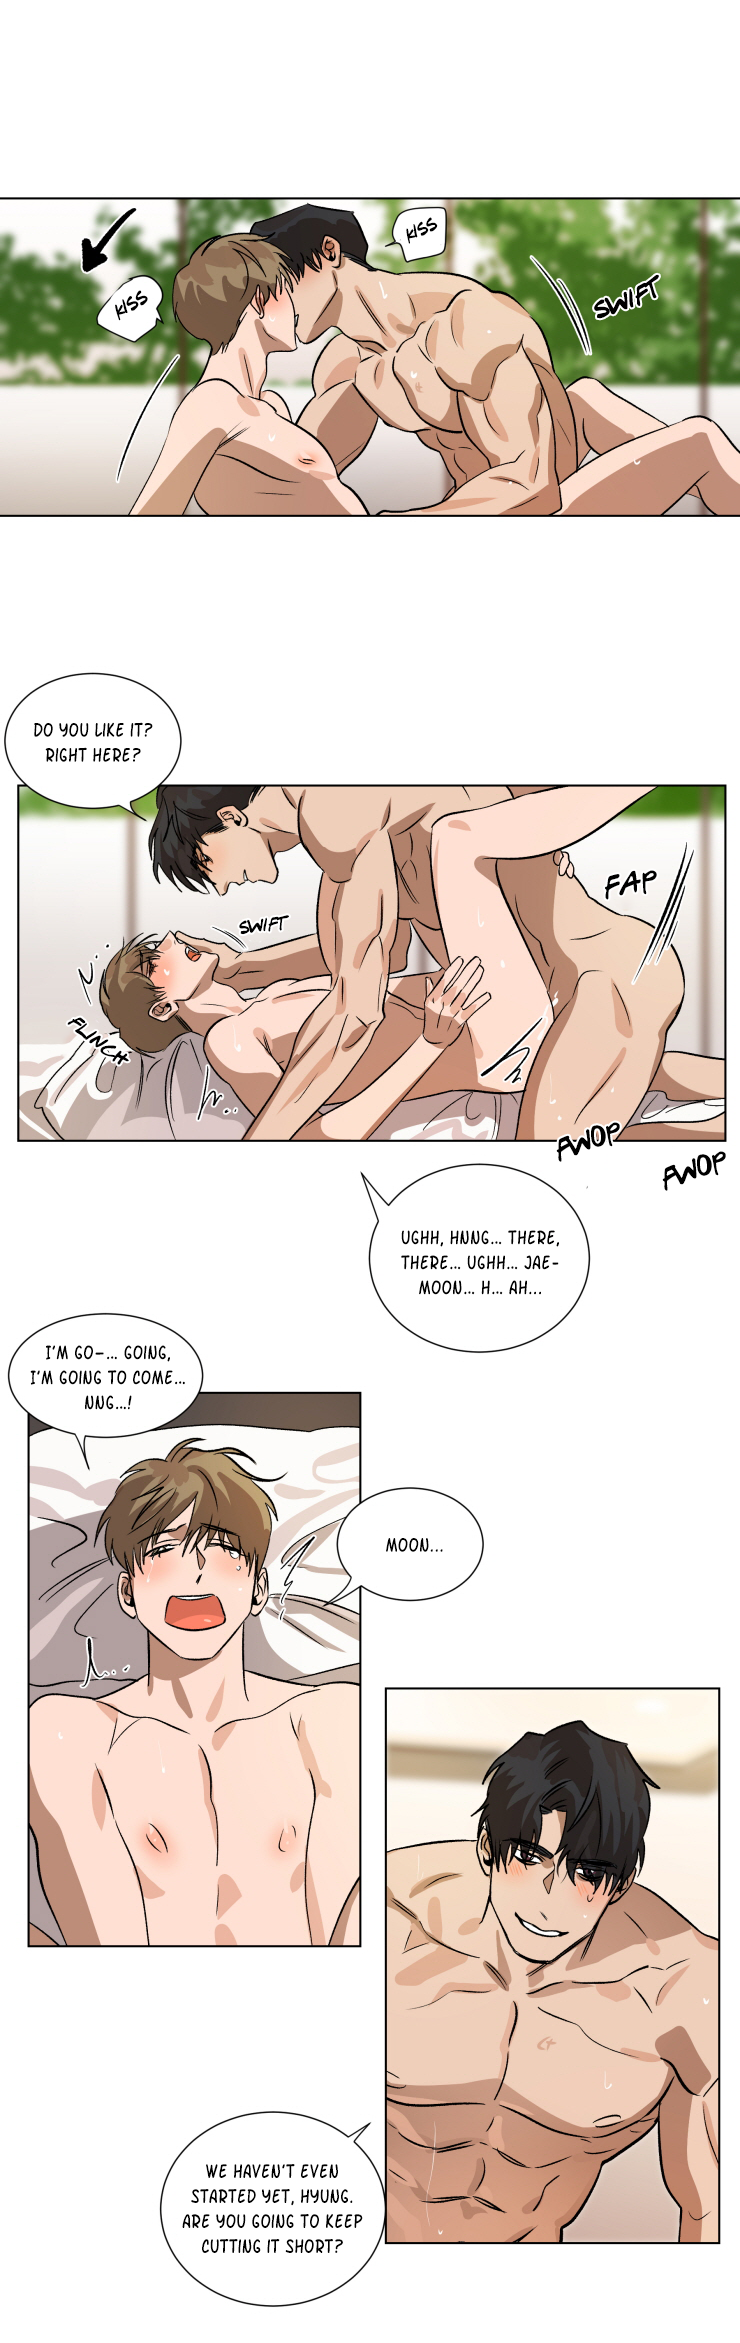 KISS
KISS
SWIFT
DO YOU LIKE IT?
RIGHT HERE?
SWIFT
FAP
FLINCH
FWOP
FWOP
UGHH, HNNG... THERE,
THERE... UGHH... JAE-
MOON... H... AH...
I'M GO-... GOING,
I'M GOING TO COME...
NNG...!
MOON...
WE HAVEN'T EVEN
STARTED YET, HYUNG.
ARE YOU GOING TO KEEP
CUTTING IT SHORT?